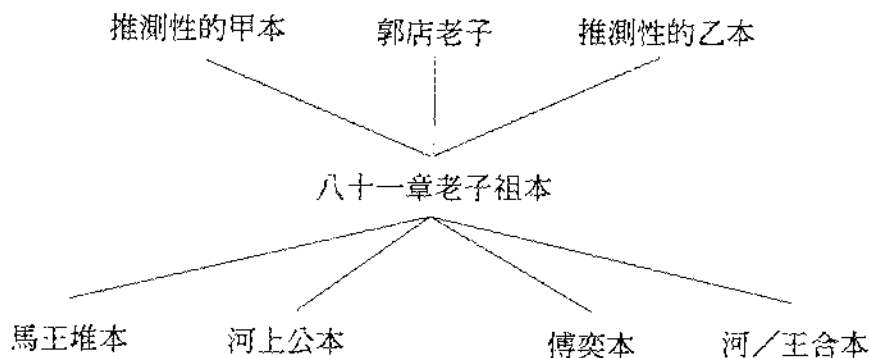 推測性的甲本 郭店老子 推測性的乙本
八十一章老子祖本
馬王堆本 河上公本 傅奕本 河／王合本